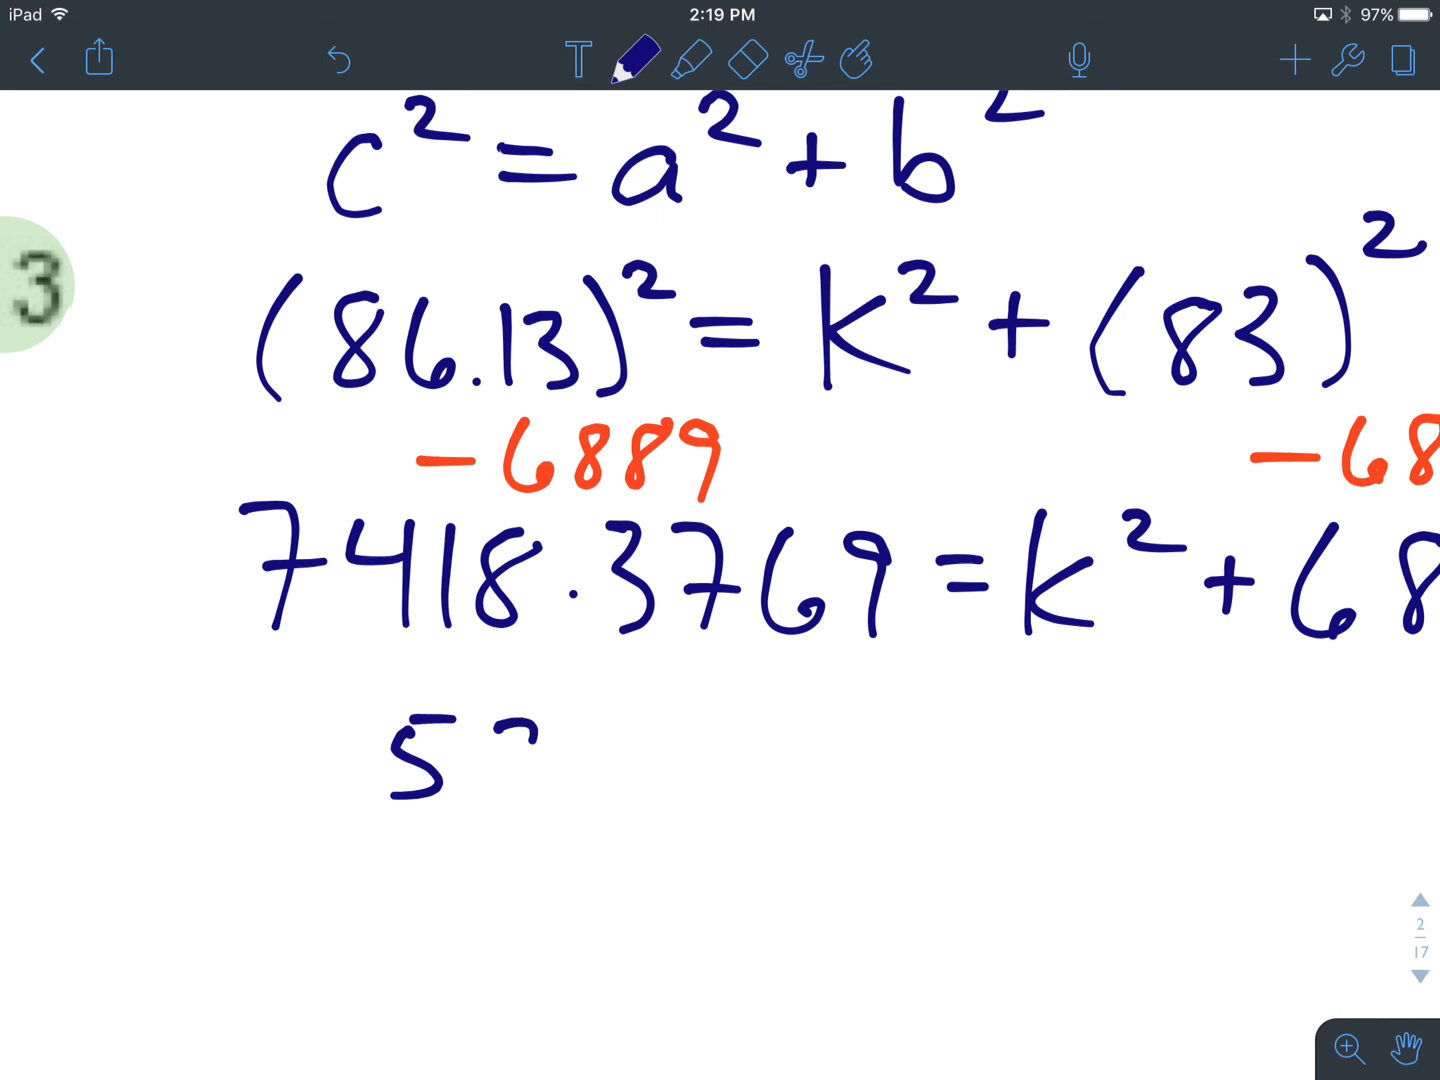 iPad 2:19 PM 97%
T
c² = a² + b²
3
(86.13)² = K² + (83)²
-6889 -68
7418.3769 = k² + 68
5
2
17